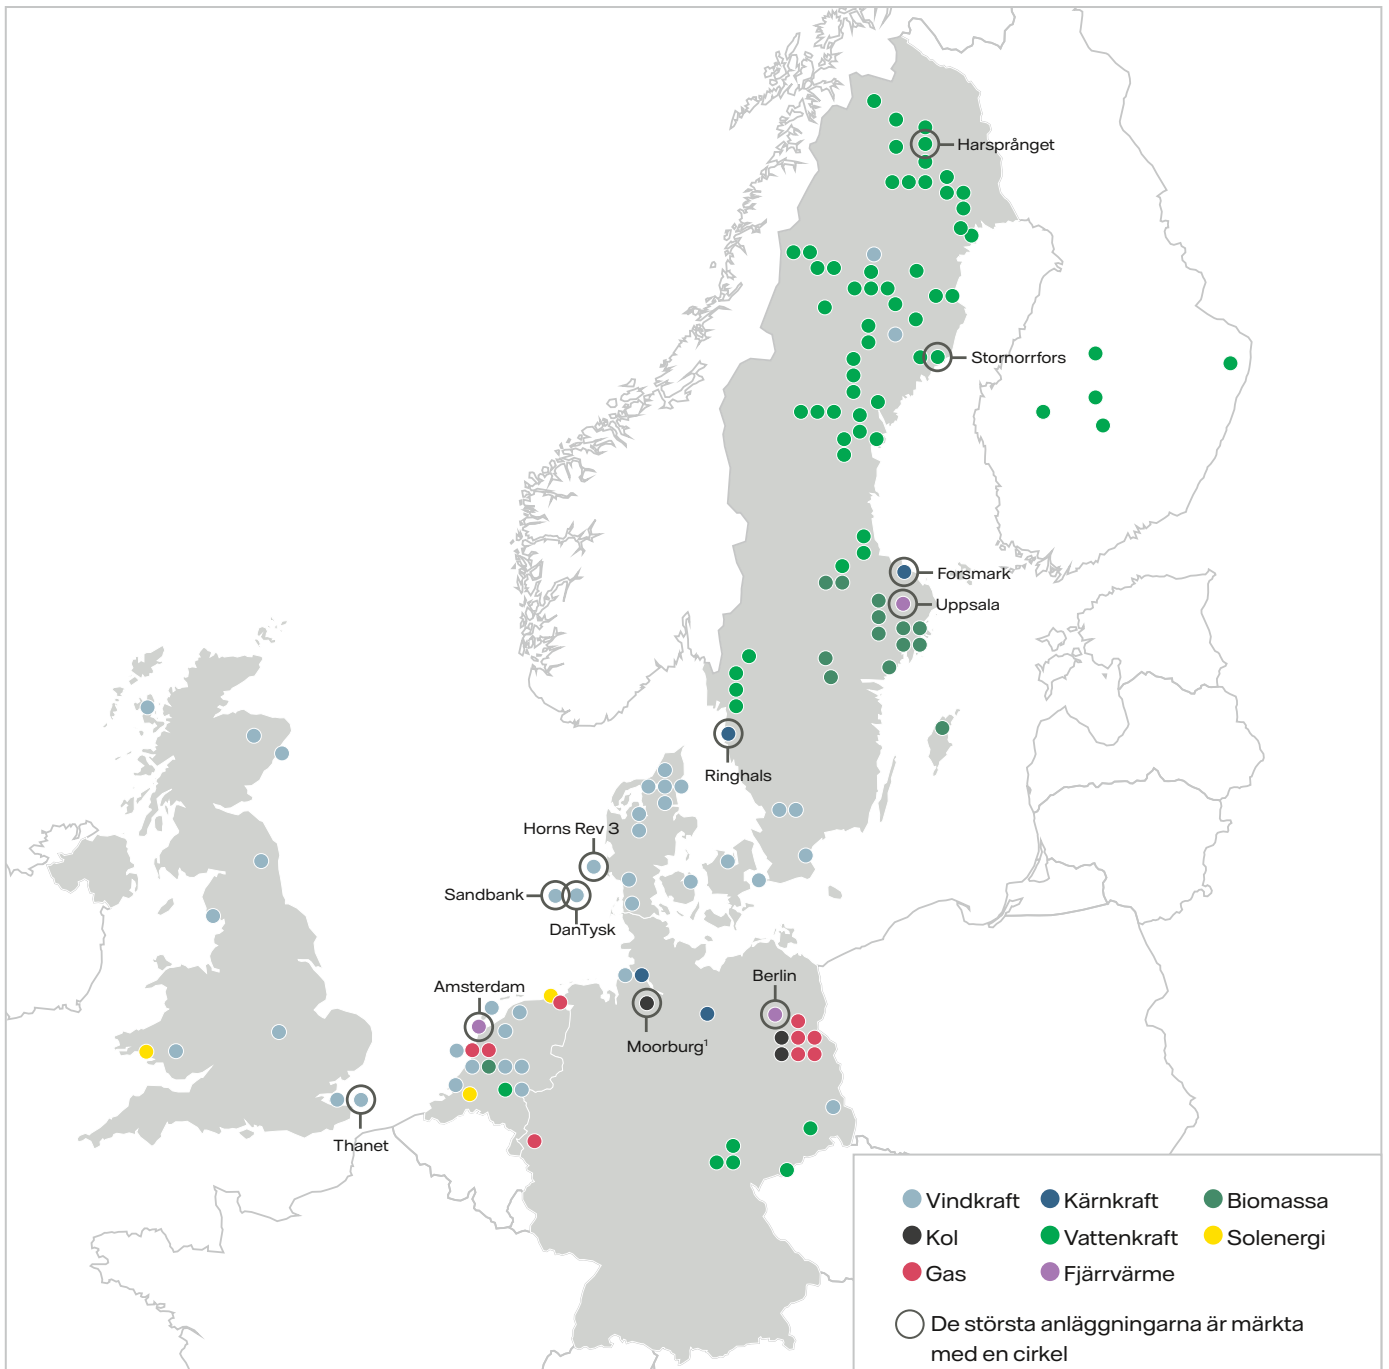 Harsprånget
Stornorrfors
Forsmark
Uppsala
Ringhals
Horns Rev 3
Sandbank
DanTysk
Amsterdam
Berlin
Moorburg¹
Thanet
Vindkraft Kärnkraft Biomassa
Kol Vattenkraft Solenergi
Gas Fjärrvärme
De största anläggningarna är märkta
med en cirkel